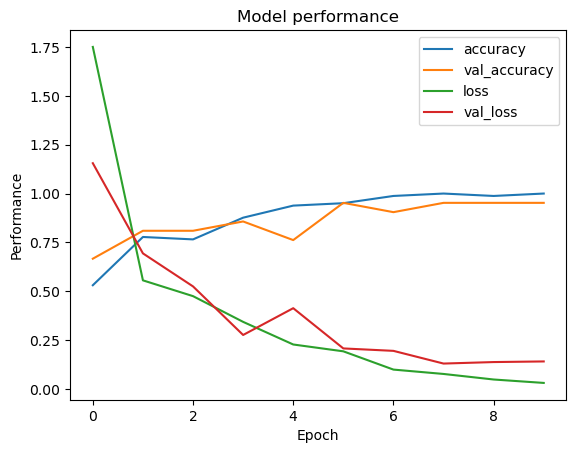 Model performance
accuracy
val_accuracy
loss
val_loss
Performance
1.75
1.50
1.25
1.00
0.75
0.50
0.25
0.00
0 2 4 6 8
Epoch